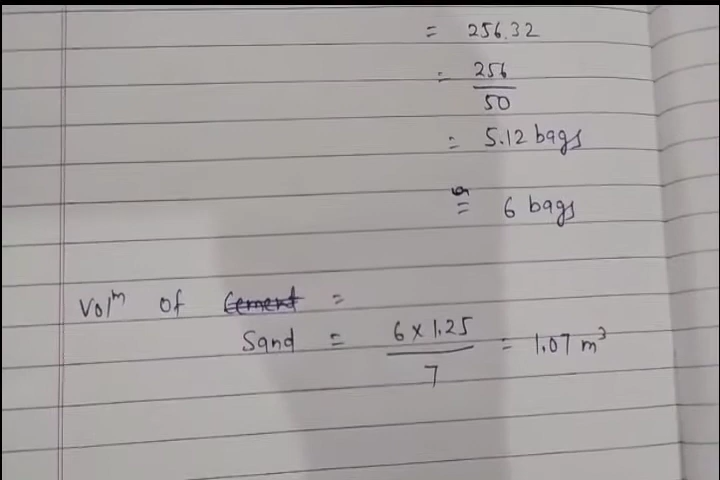 = 256.32
= 256/50
= 5.12 bags
≅ 6 bags
Volm of Cement =
Sand = 6 x 1.25/7 = 1.07 m³